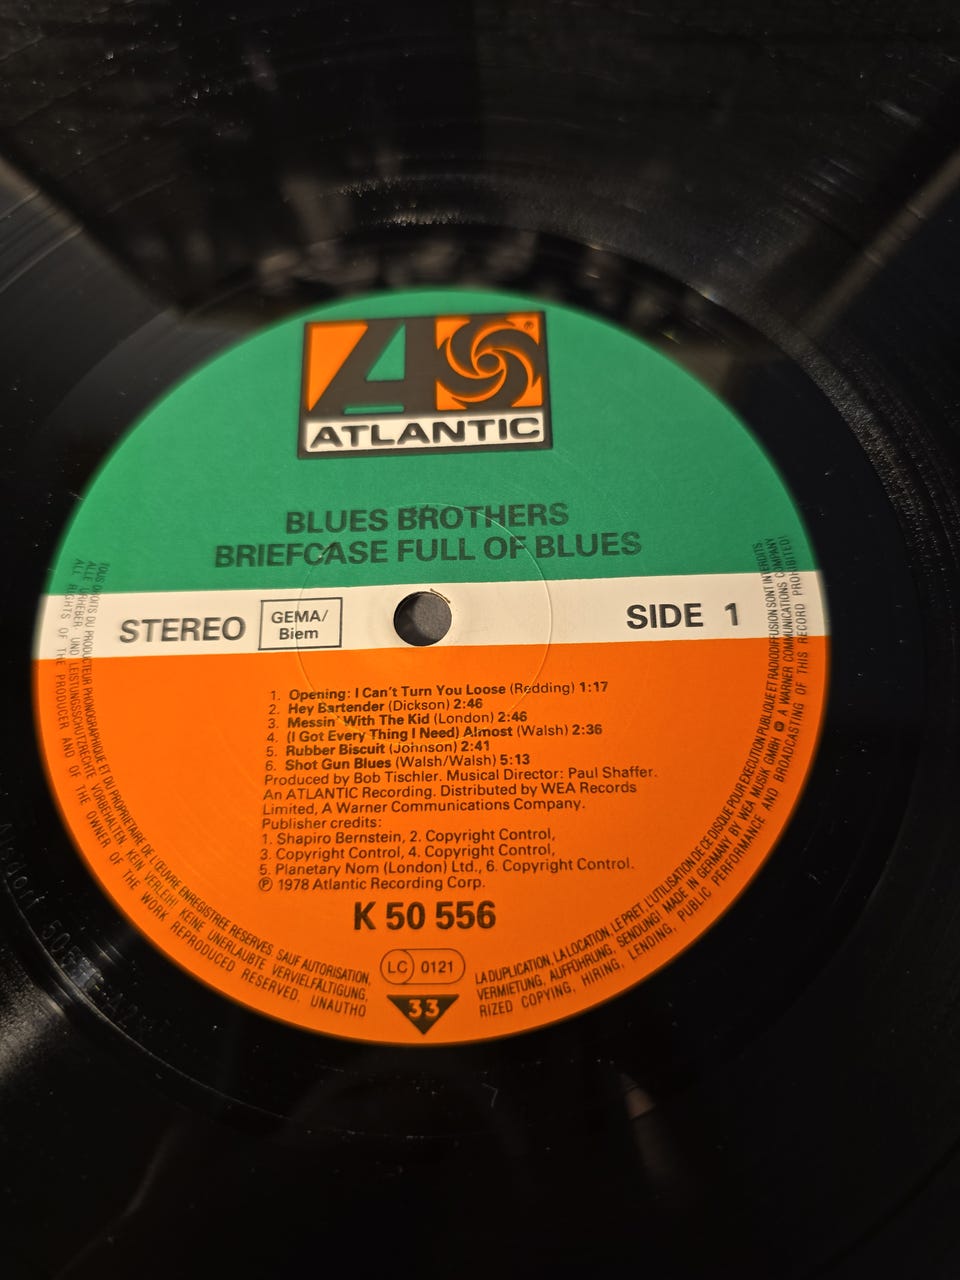 ®
ATLANTIC
BLUES BROTHERS
BRIEFCASE FULL OF BLUES
STEREO
GEMA/
Biem
SIDE 1
1. Opening: I Can't Turn You Loose (Redding) 1:17
2. Hey Bartender (Dickson) 2:46
3. Messin' With The Kid (London) 2:46
4. (I Got Every Thing I Need) Almost (Walsh) 2:36
5. Rubber Biscuit (Johnson) 2:41
6. Shot Gun Blues (Walsh/Walsh) 5:13
Produced by Bob Tischler. Musical Director: Paul Shaffer.
An ATLANTIC Recording. Distributed by WEA Records
Limited, A Warner Communications Company.
Publisher credits:
1. Shapiro Bernstein, 2. Copyright Control,
3. Copyright Control, 4. Copyright Control,
5. Planetary Nom (London) Ltd., 6. Copyright Control.
℗ 1978 Atlantic Recording Corp.
K 50 556
LC 0121
33
TOUS DROITS DU PRODUCTEUR PHONOGRAPHIQUE ET DU PROPRIETAIRE DE L'ŒUVRE ENREGISTREE RESERVES. SAUF AUTORISATION,
LA DUPLICATION, LA LOCATION, LE PRET, L'UTILISATION DE CE DISQUE POUR EXECUTION PUBLIQUE ET RADIODIFFUSION SONT INTERDITS
ALLE URHEBER UND LEISTUNGSSCHUTZRECHTE VORBEHALTEN. KEIN VERLEIH! KEINE UNERLAUBTE VERVIELFÄLTIGUNG,
VERMIETUNG, AUFFÜHRUNG, SENDUNG! MADE IN GERMANY BY WEA MUSIK GMBH A WARNER COMMUNICATIONS COMPANY
ALL RIGHTS OF THE PRODUCER AND OF THE OWNER OF THE WORK REPRODUCED RESERVED. UNAUTHO
RIZED COPYING, HIRING, LENDING, PUBLIC PERFORMANCE AND BROADCASTING OF THIS RECORD PROHIBITED!